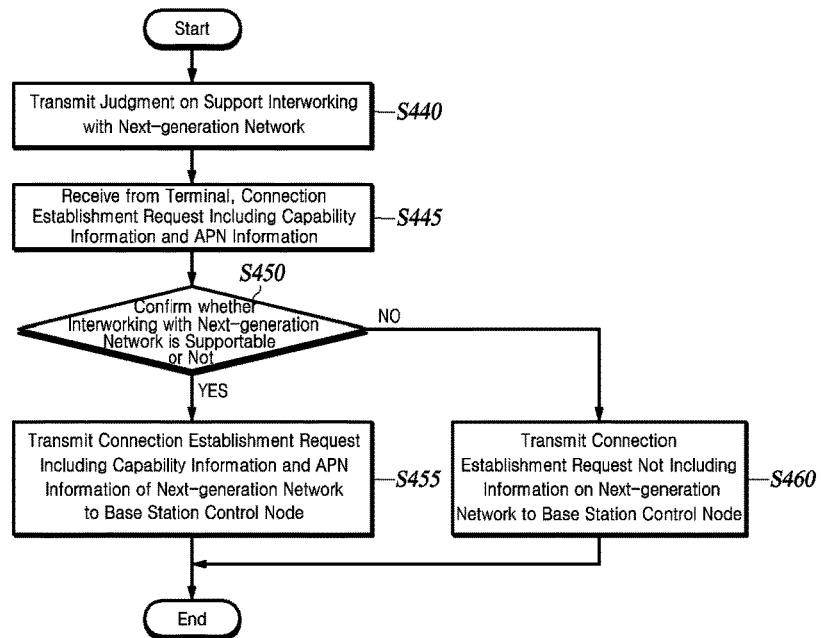 Start
Transmit Judgment on Support Interworking
with Next-generation Network
S440
Receive from Terminal, Connection
Establishment Request Including Capability
Information and APN Information
S445
S450
Confirm whether
Interworking with Next-generation
Network is Supportable
or Not
NO
YES
Transmit Connection Establishment Request
Including Capability Information and APN
Information of Next-generation Network
to Base Station Control Node
S455
Transmit Connection
Establishment Request Not Including
Information on Next-generation
Network to Base Station Control Node
S460
End